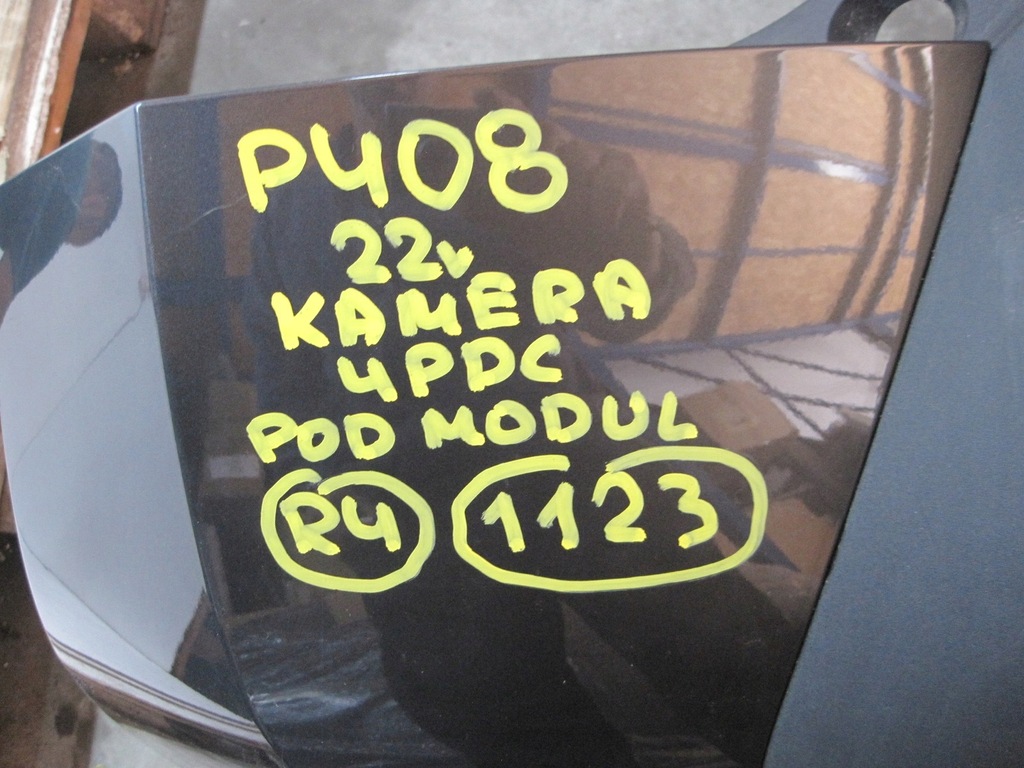 P408
22v
KAMERA
4PDC
POD MODUL
R4 1123